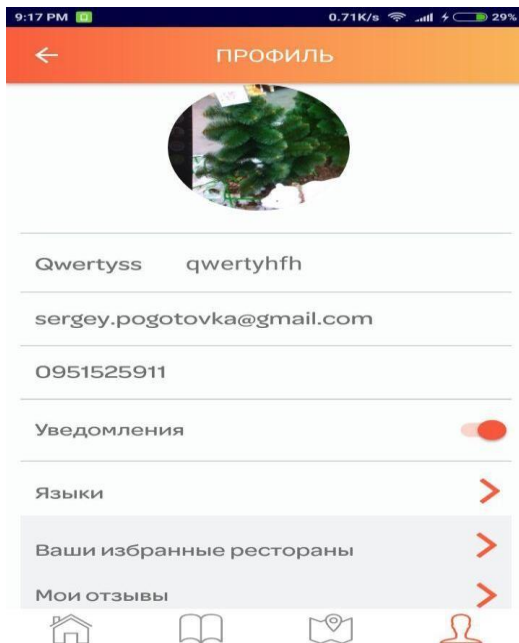 9:17 PM 0.71K/s 29%
ПРОФИЛЬ
Qwertyss qwertyhfh
sergey.pogotovka@gmail.com
0951525911
Уведомления
Языки
Ваши избранные рестораны
Мои отзывы